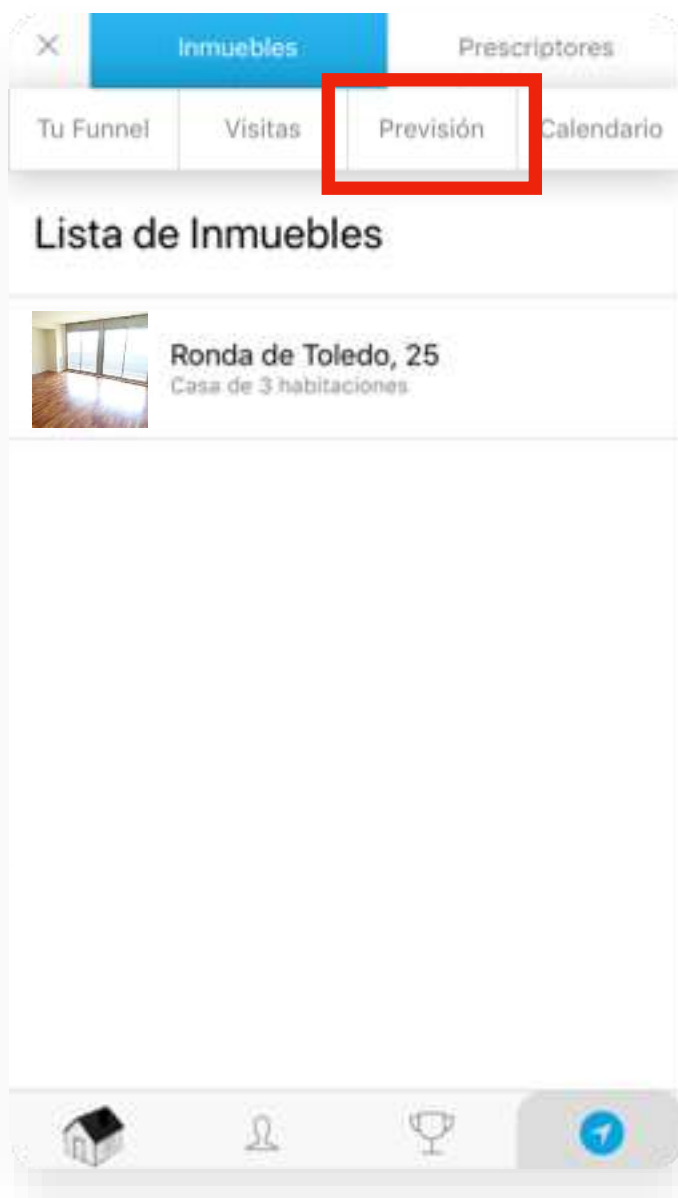 Inmuebles Prescriptores
Tu Funnel Visitas Previsión Calendario
Lista de Inmuebles
Ronda de Toledo, 25
Casa de 3 habitaciones